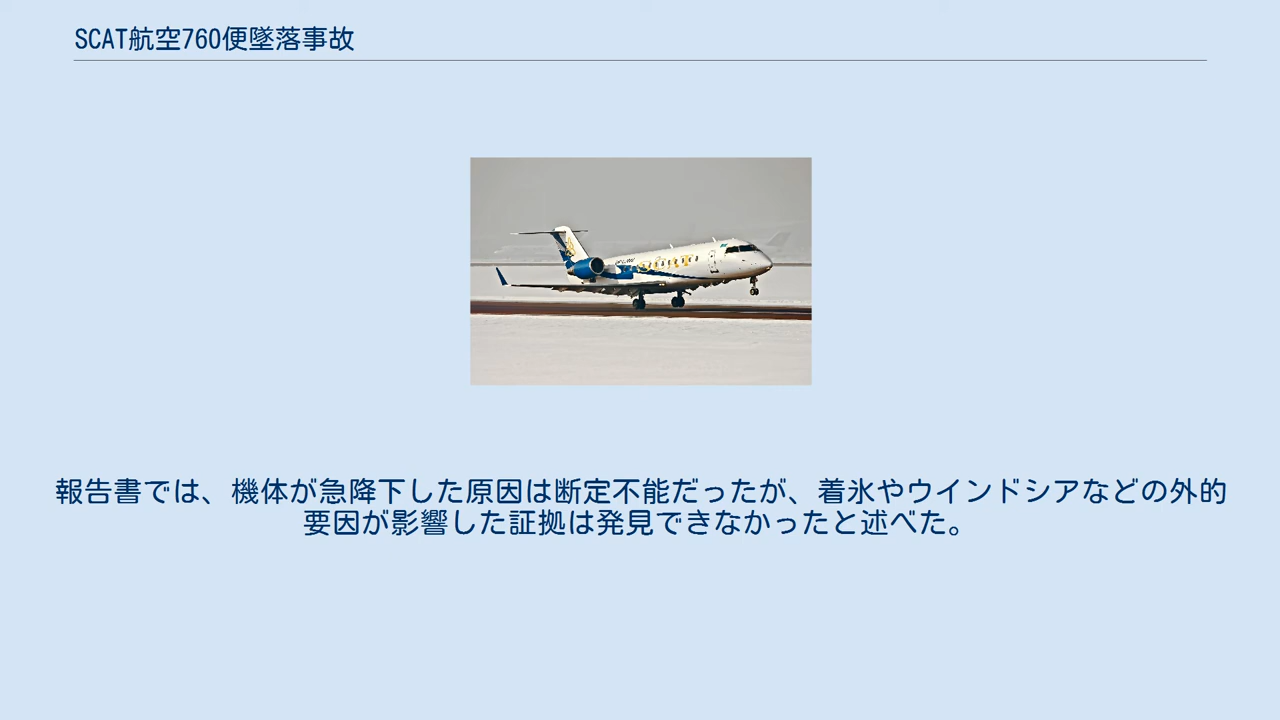 SCAT航空760便墜落事故
報告書では、機体が急降下した原因は断定不能だったが、着氷やウインドシアなどの外的
要因が影響した証拠は発見できなかったと述べた。